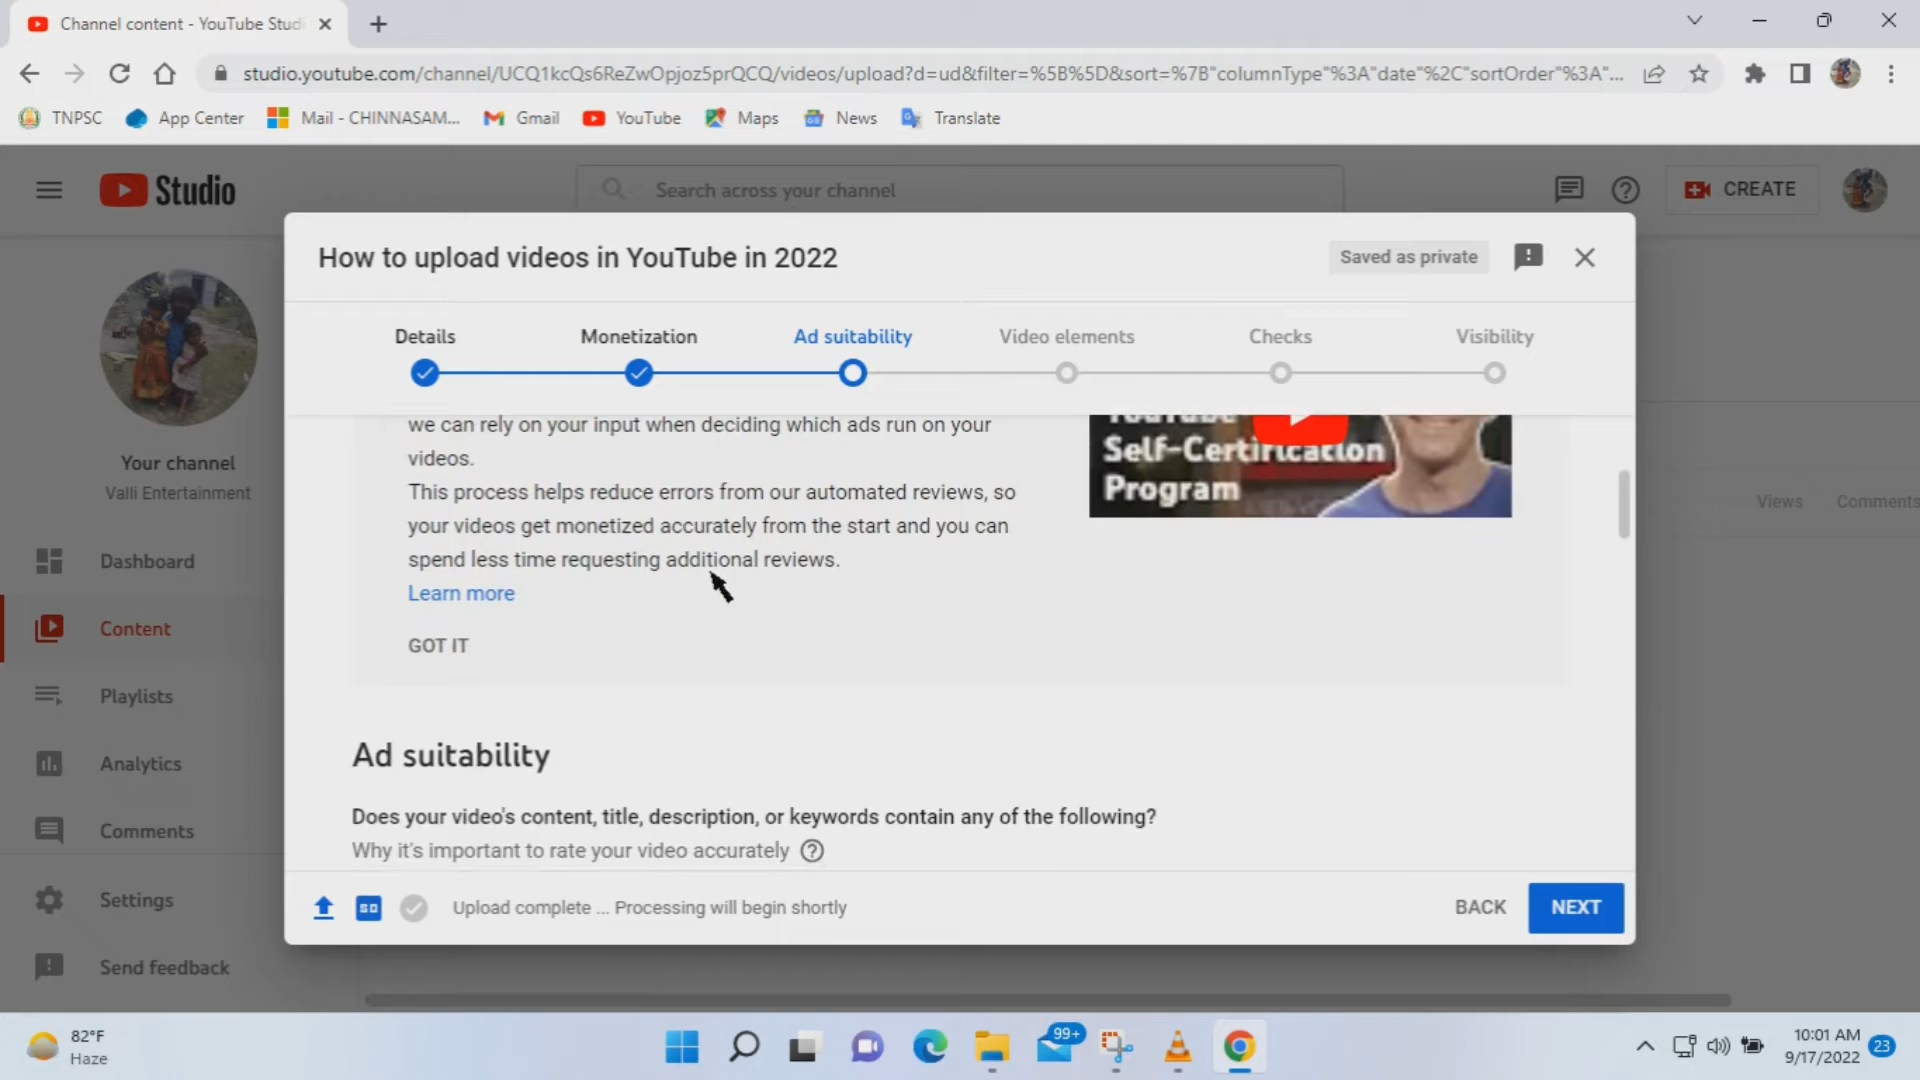 Channel content - YouTube Studi
studio.youtube.com/channel/UCQ1kcQs6ReZwOpjoz5prQCQ/videos/upload?d=ud&filter=%5B%5D&sort=%7B"columnType"%3A"date"%2C"sortOrder"%3A"...
TNPSC App Center Mail - CHINNASAM... Gmail YouTube Maps News Translate
Studio
Search across your channel
CREATE
How to upload videos in YouTube in 2022
Saved as private
Details Monetization Ad suitability Video elements Checks Visibility
we can rely on your input when deciding which ads run on your
videos.
This process helps reduce errors from our automated reviews, so
your videos get monetized accurately from the start and you can
spend less time requesting additional reviews.
Learn more
GOT IT
YouTube
Self-Certification
Program
Ad suitability
Does your video's content, title, description, or keywords contain any of the following?
Why it's important to rate your video accurately
SD
Upload complete ... Processing will begin shortly
BACK
NEXT
Your channel
Valli Entertainment
Dashboard
Content
Playlists
Analytics
Comments
Settings
Send feedback
Views Comments
82°F
Haze
99+
10:01 AM
9/17/2022
23